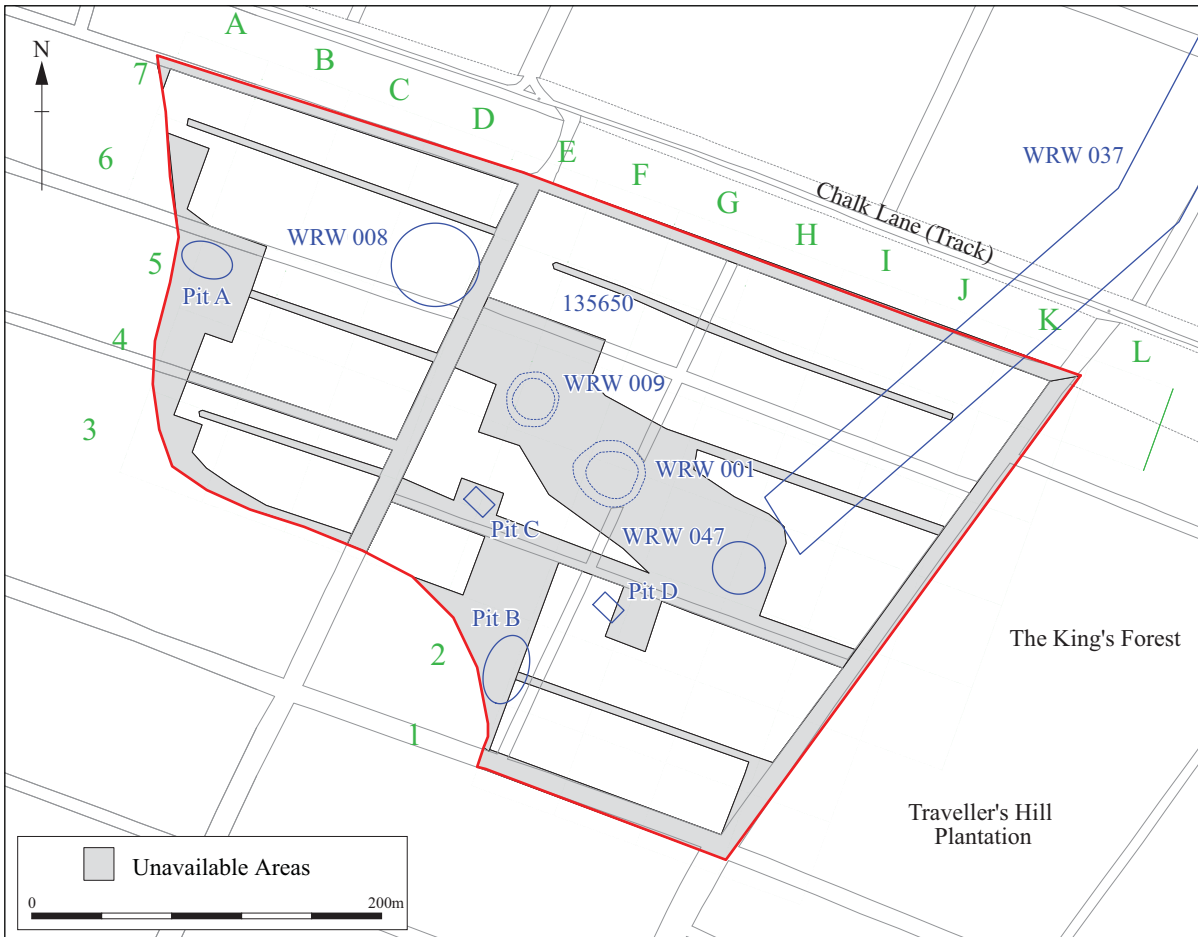 A
B
C
D
E
F
G
H
I
J
K
L
N
7
6
5
4
3
2
1
WRW 037
Chalk Lane (Track)
WRW 008
Pit A
135650
WRW 009
WRW 001
Pit C
WRW 047
Pit D
Pit B
The King's Forest
Traveller's Hill
Plantation
Unavailable Areas
0
200m